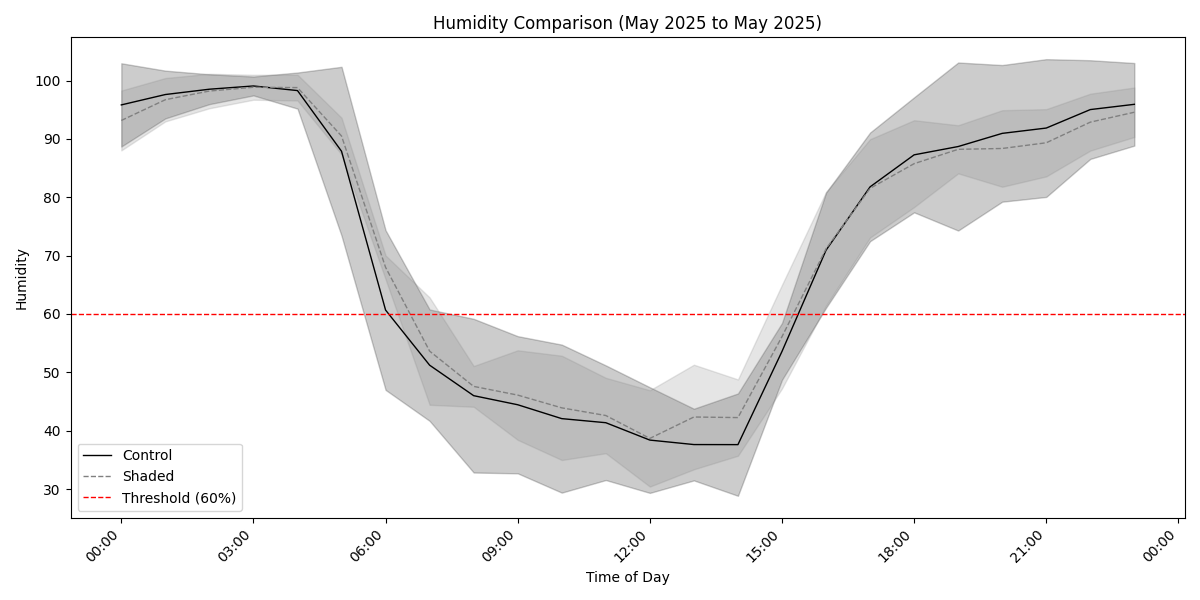 Humidity Comparison (May 2025 to May 2025)
Humidity
100
90
80
70
60
50
40
30
Control
Shaded
Threshold (60%)
00:00
03:00
06:00
09:00
12:00
15:00
18:00
21:00
00:00
Time of Day